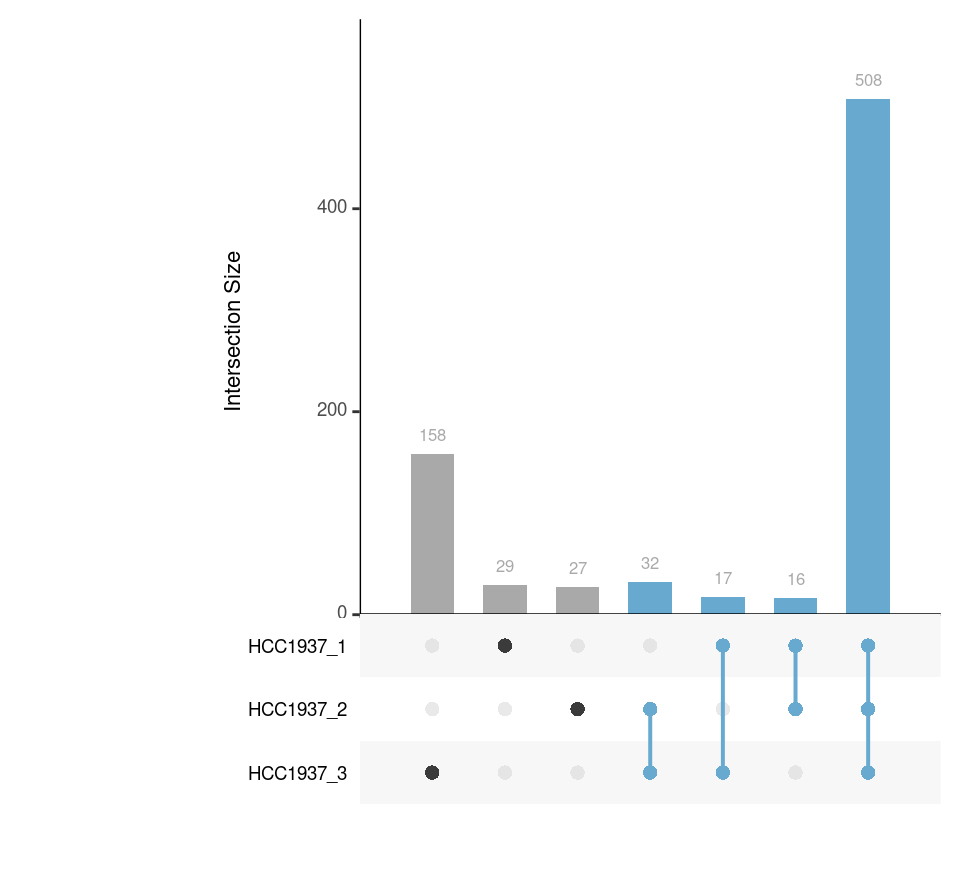 508
400
Intersection Size
200
158
29
27
32
17
16
0
HCC1937_1
HCC1937_2
HCC1937_3